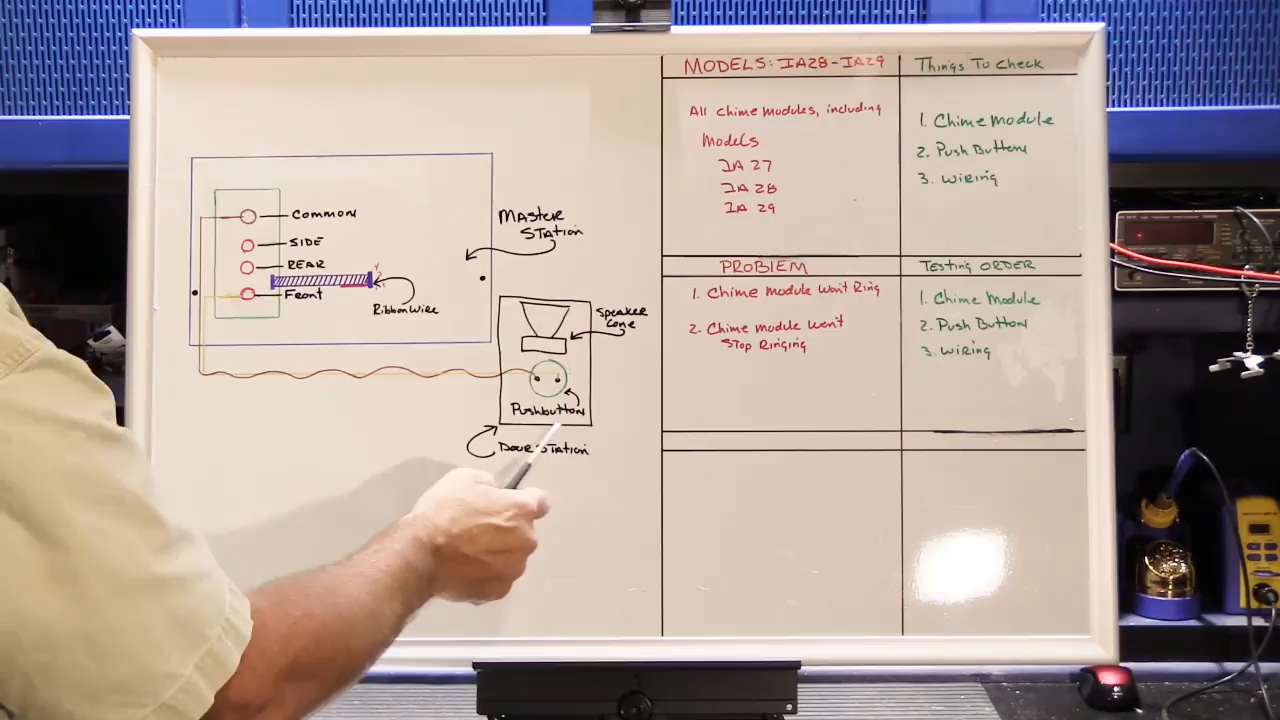 COMMON
SIDE
REAR
Front
Ribbon Wire
MASTER
STATION
Speaker
Cone
Pushbutton
Door Station
MODELS: IA28-IA29
All Chime Modules, including
Models
IA 27
IA 28
IA 29
Things To Check
1. Chime Module
2. Push Button
3. Wiring
PROBLEM
1. Chime Module Won't Ring
2. Chime Module Won't
Stop Ringing
Testing ORDER
1. Chime Module
2. Push Button
3. Wiring